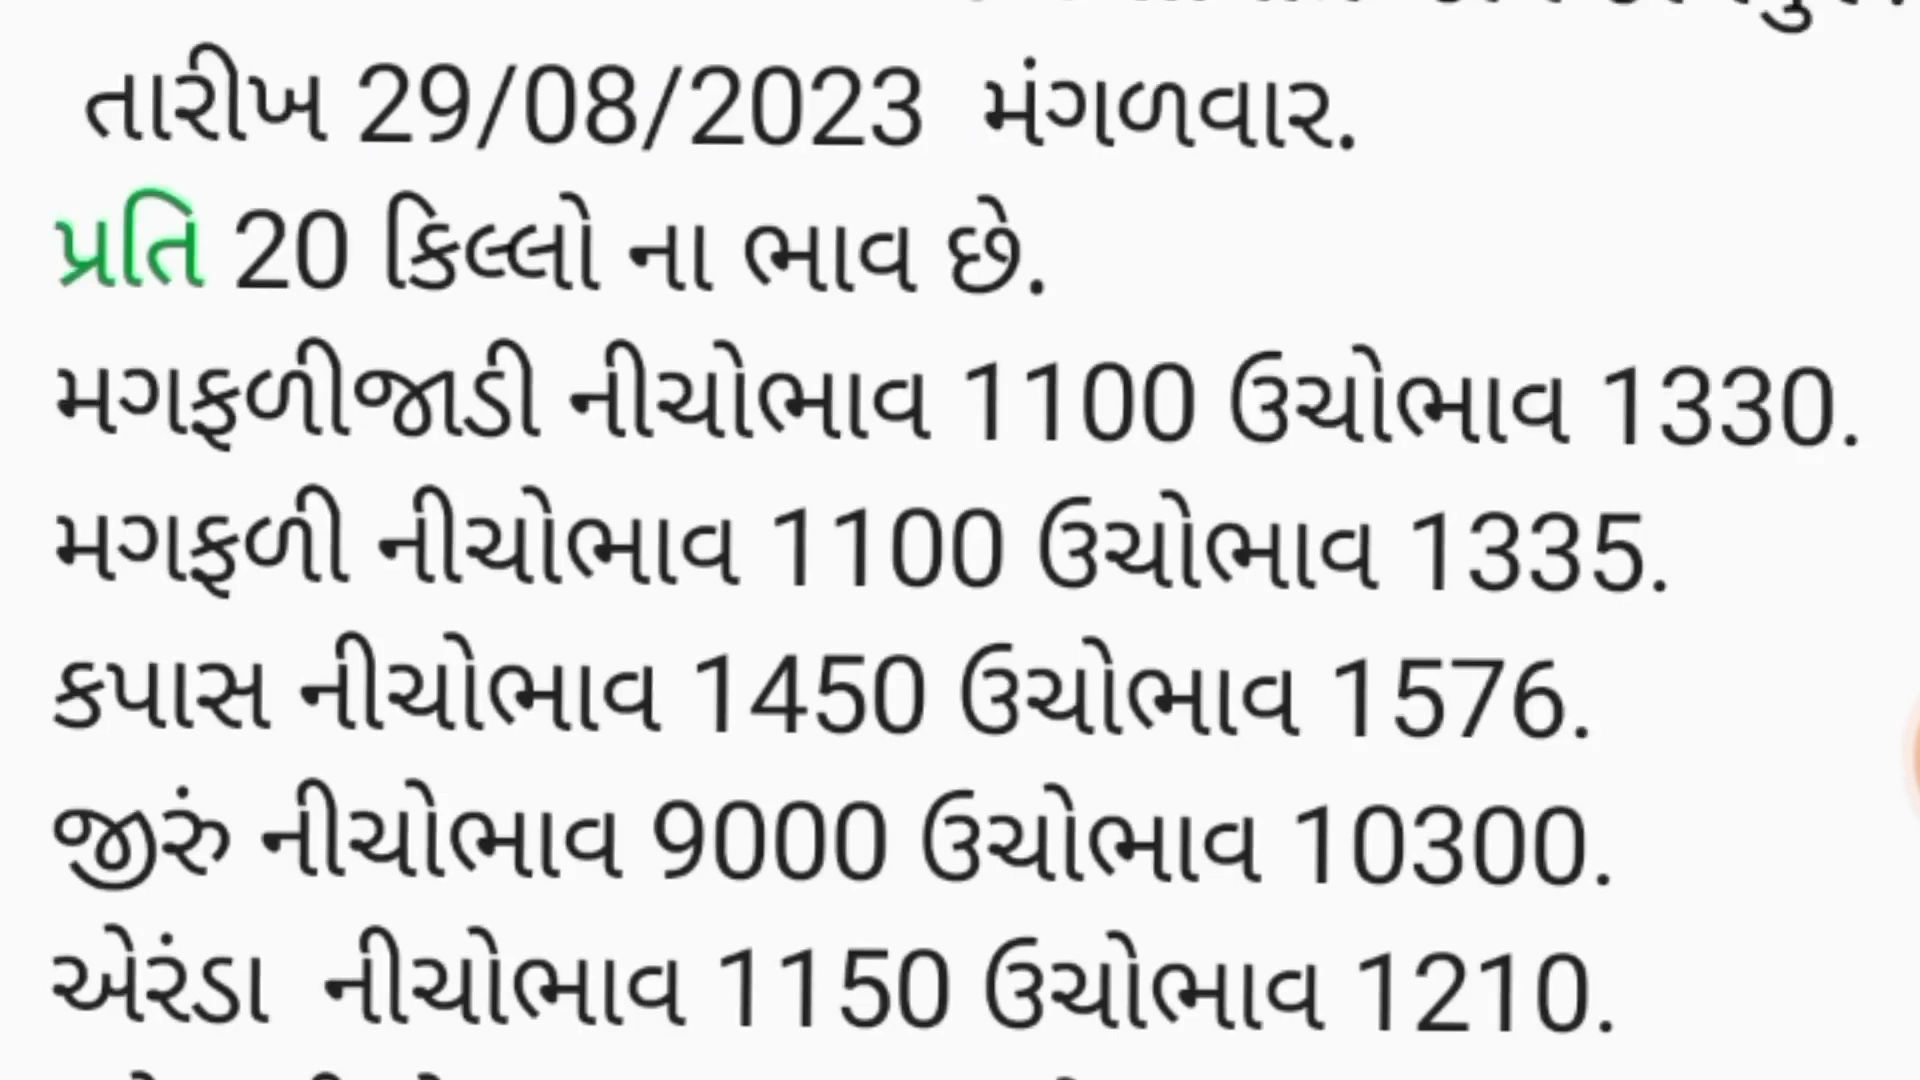 તારીખ 29/08/2023 મંગળવાર.
પ્રતિ 20 કિલ્લો ના ભાવ છે.
મગફળીજાડી નીચોભાવ 1100 ઉચોભાવ 1330.
મગફળી નીચોભાવ 1100 ઉચોભાવ 1335.
કપાસ નીચોભાવ 1450 ઉચોભાવ 1576.
જીરું નીચોભાવ 9000 ઉચોભાવ 10300.
એરંડા નીચોભાવ 1150 ઉચોભાવ 1210.